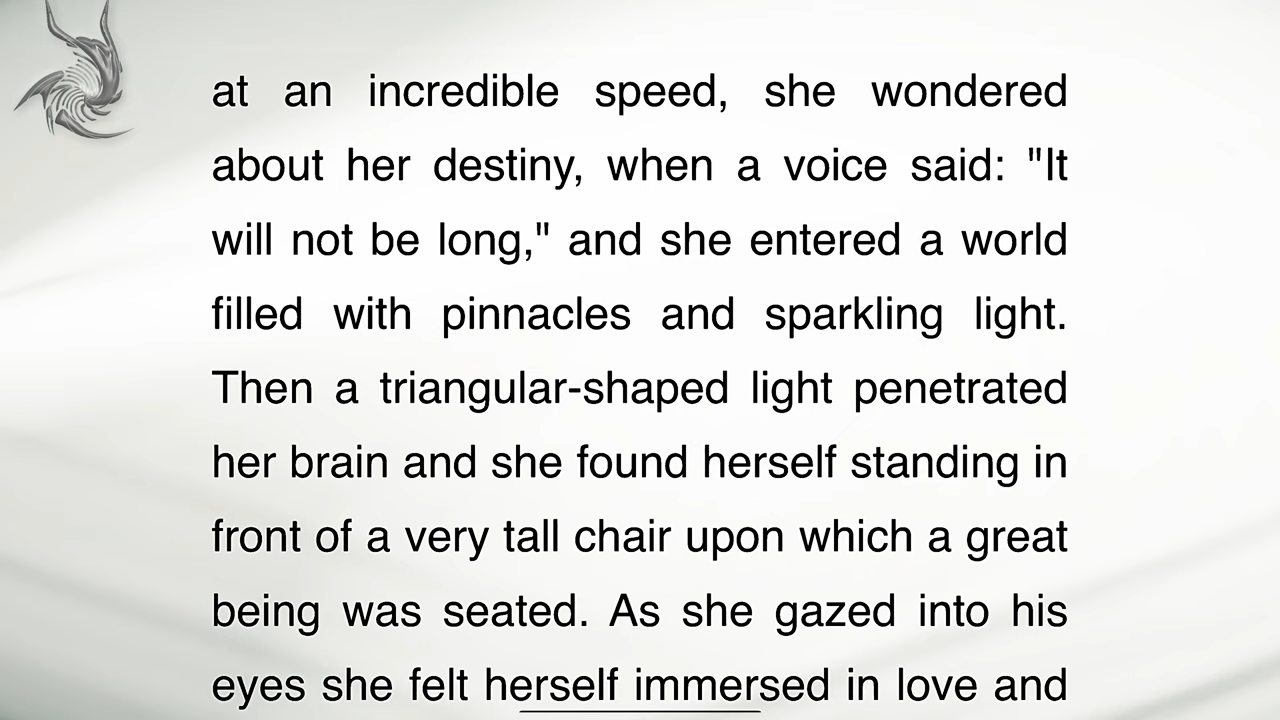 at an incredible speed, she wondered
about her destiny, when a voice said: "It
will not be long," and she entered a world
filled with pinnacles and sparkling light.
Then a triangular-shaped light penetrated
her brain and she found herself standing in
front of a very tall chair upon which a great
being was seated. As she gazed into his
eyes she felt herself immersed in love and